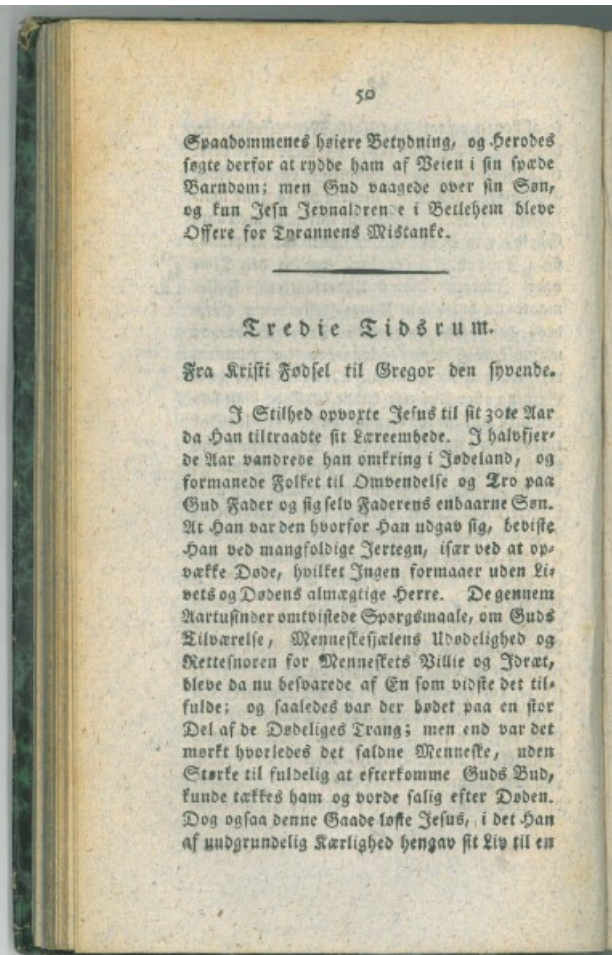 50
Spaadommenes høiere Betydning, og Herodes
søgte derfor at rydde ham af Veien i sin spæde
Barndom; men Gud vaagede over sin Søn,
og kun Jesu Jevnaldrende i Betlehem bleve
Offere for Tyrannens Mistanke.
Tredie Tidsrum.
Fra Kristi Fødsel til Gregor den syvende.
I Stilhed opvoxte Jesus til sit 30te Aar
da Han tiltraadte sit Læreembede. I halvfjer-
de Aar vandrede han omkring i Jødeland, og
formanede Folket til Omvendelse og Tro paa
Gud Fader og sig selv Faderens enbaarne Søn.
At Han var den hvorfor Han udgav sig, beviste
Han ved mangfoldige Jertegn, især ved at op-
vække Døde, hvilket Ingen formaaer uden Li-
vets og Dødens almægtige Herre. De gennem
Aartusinder omtvistede Spørgsmaale, om Guds
Tilværelse, Menneskesjælens Udødelighed og
Rettesnoren for Menneskets Villie og Idræt,
bleve da nu besvarede af En som vidste det til-
fulde; og saaledes var der bødet paa en stor
Del af de Dødeliges Trang; men end var det
mørkt hvorledes det faldne Menneske, uden
Størke til fuldelig at efterkomme Guds Bud,
kunde tækkes ham og vorde salig efter Døden.
Dog ogsaa denne Gaade løste Jesus, i det Han
af uudgrundelig Kærlighed hengav sit Liv til en